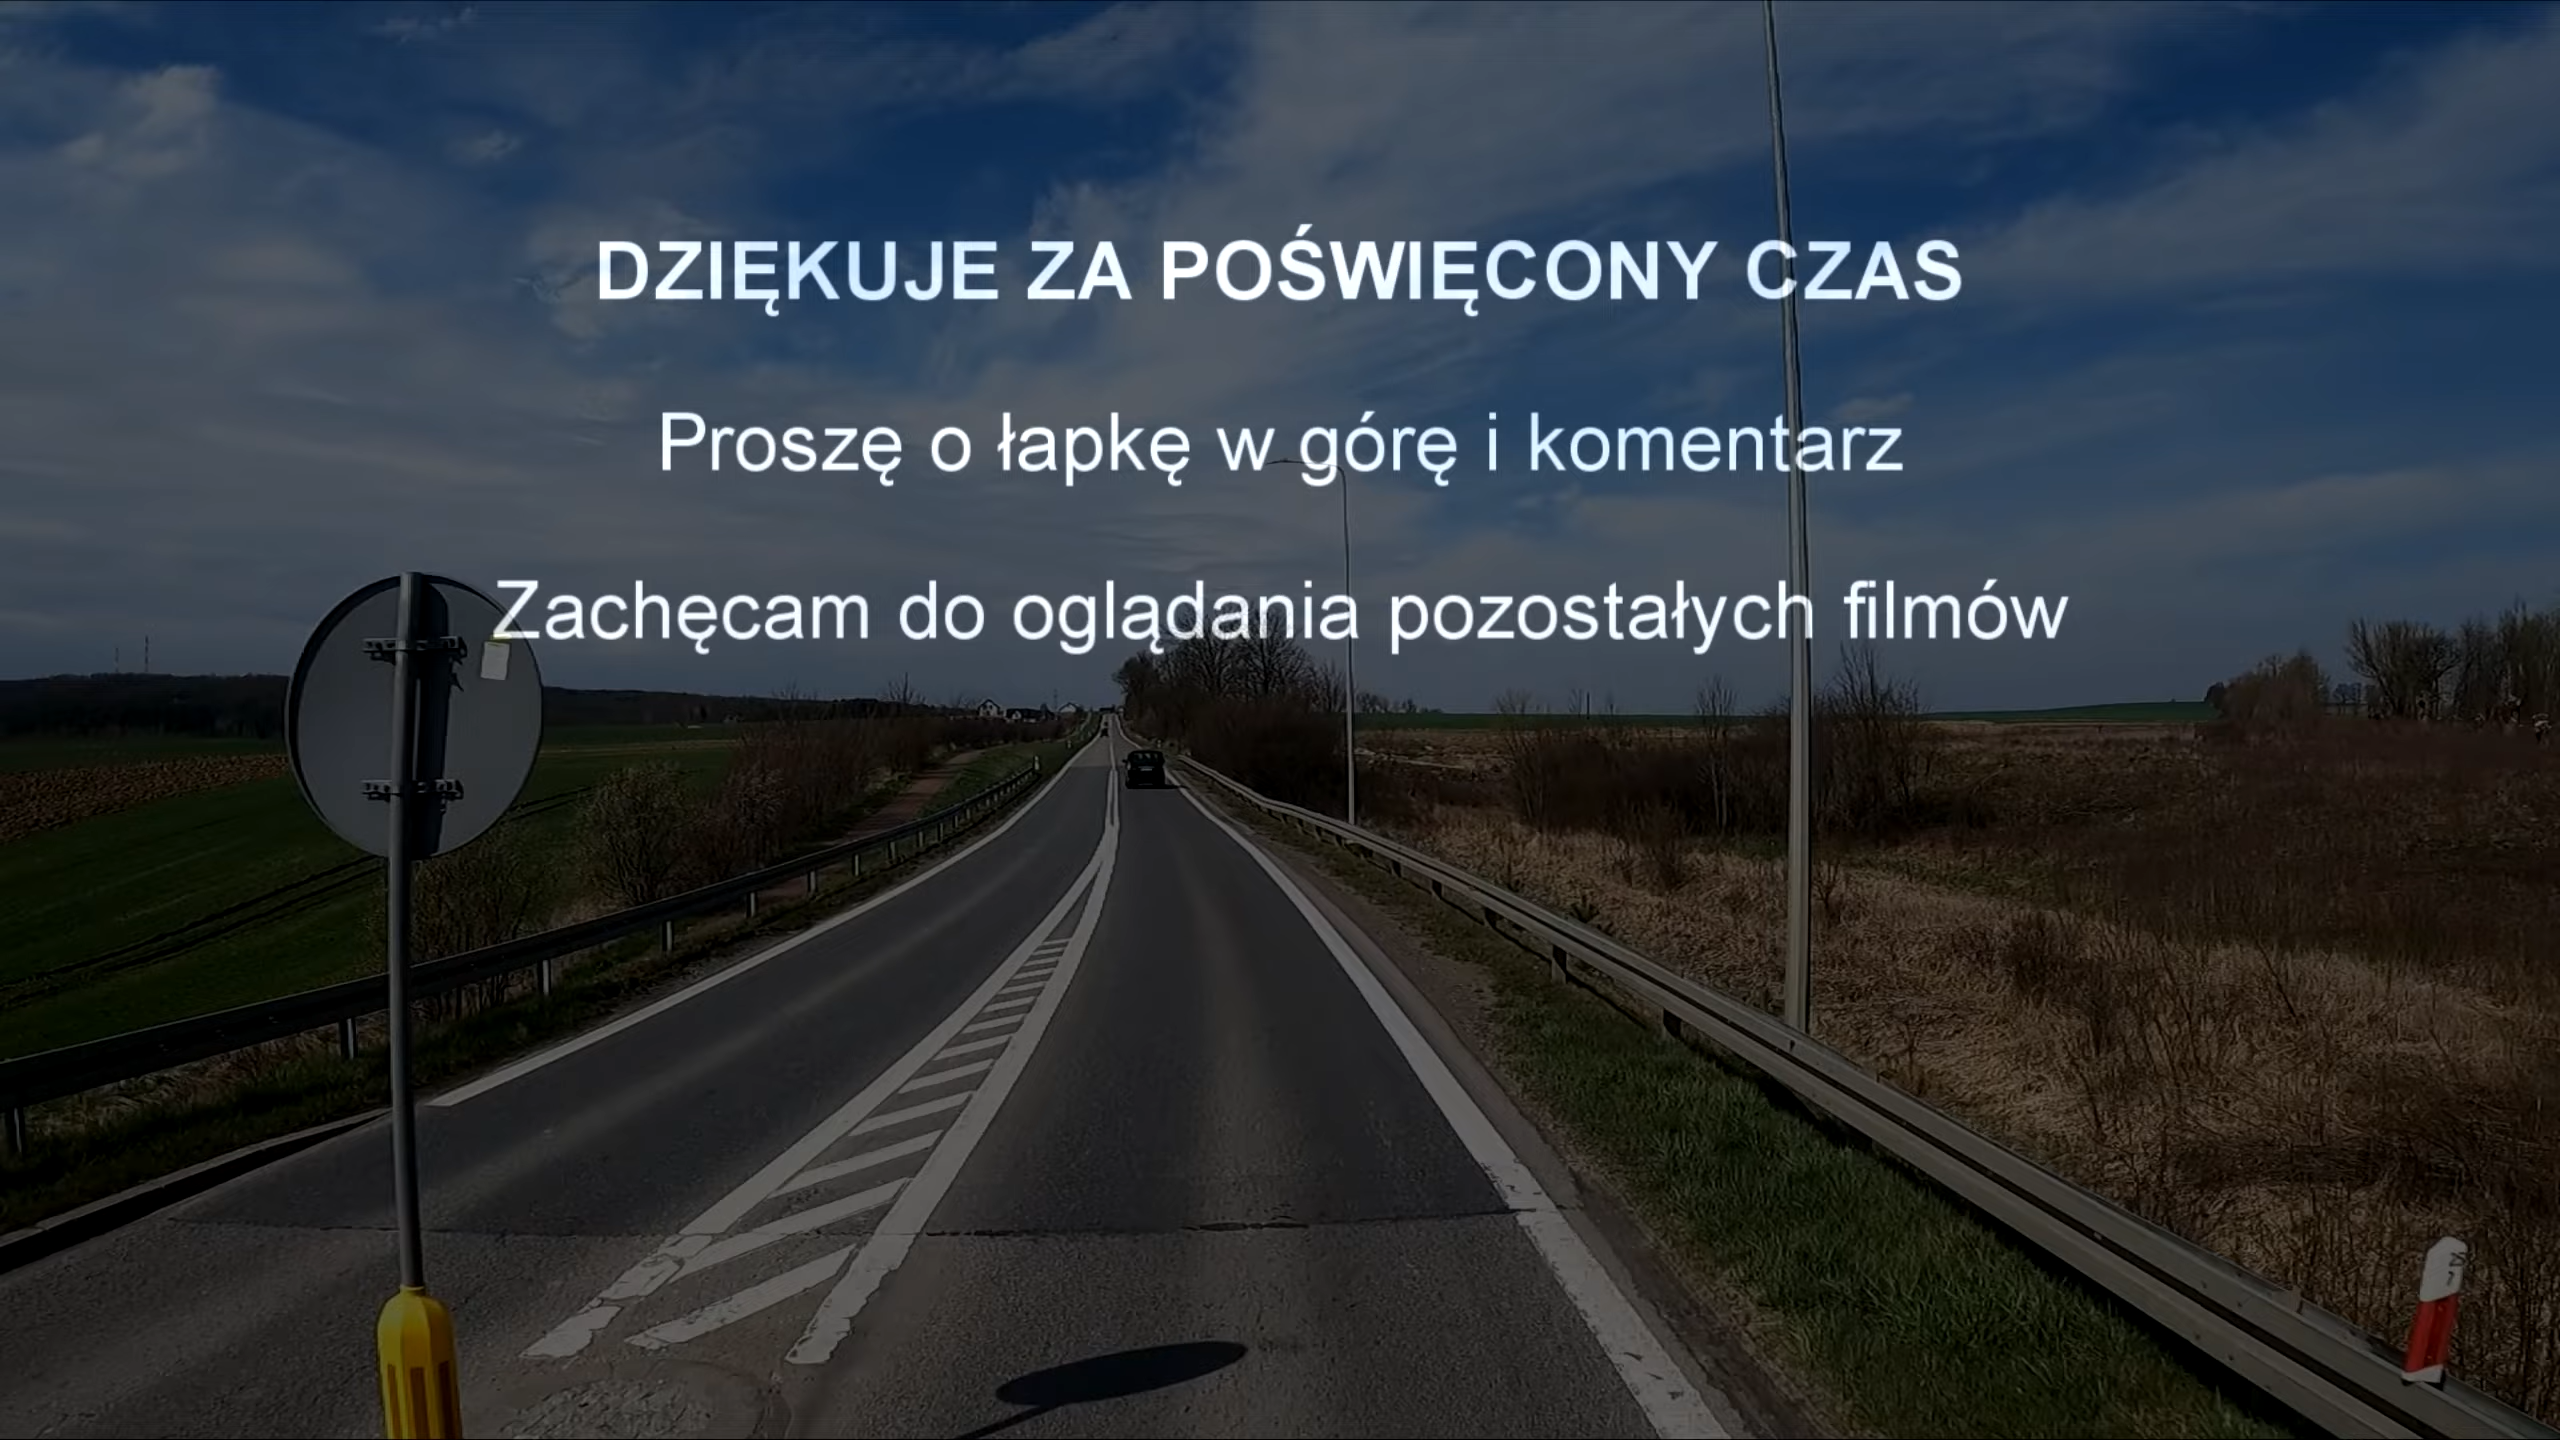 DZIĘKUJE ZA POŚWIĘCONY CZAS
Proszę o łapkę w górę i komentarz
Zachęcam do oglądania pozostałych filmów